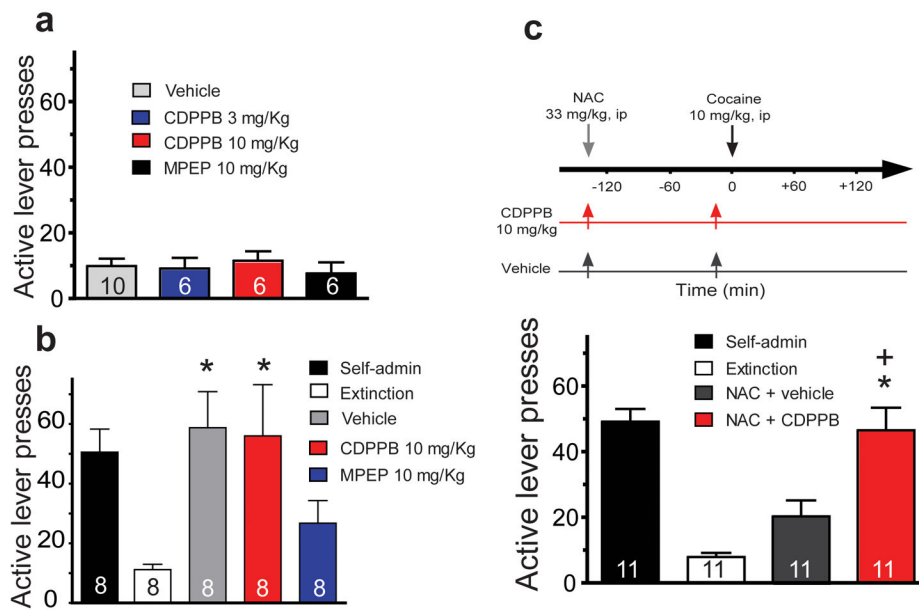 a
Active lever presses
60
40
20
0
Vehicle
CDPPB 3 mg/Kg
CDPPB 10 mg/Kg
MPEP 10 mg/Kg
10
6
6
6
b
Active lever presses
60
40
20
0
*
*
Self-admin
Extinction
Vehicle
CDPPB 10 mg/Kg
MPEP 10 mg/Kg
8
8
8
8
8
c
NAC
33 mg/kg, ip
Cocaine
10 mg/kg, ip
-120
-60
0
+60
+120
CDPPB
10 mg/kg
Vehicle
Time (min)
Active lever presses
60
40
20
0
Self-admin
Extinction
NAC + vehicle
NAC + CDPPB
+
*
11
11
11
11